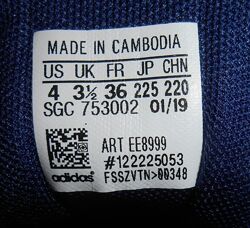 MADE IN CAMBODIA
US UK FR JP CHN
4 3½ 36 225 220
SGC 753002 01/19
ART EE8999
#122225053
adidas FSSZVTN>00348